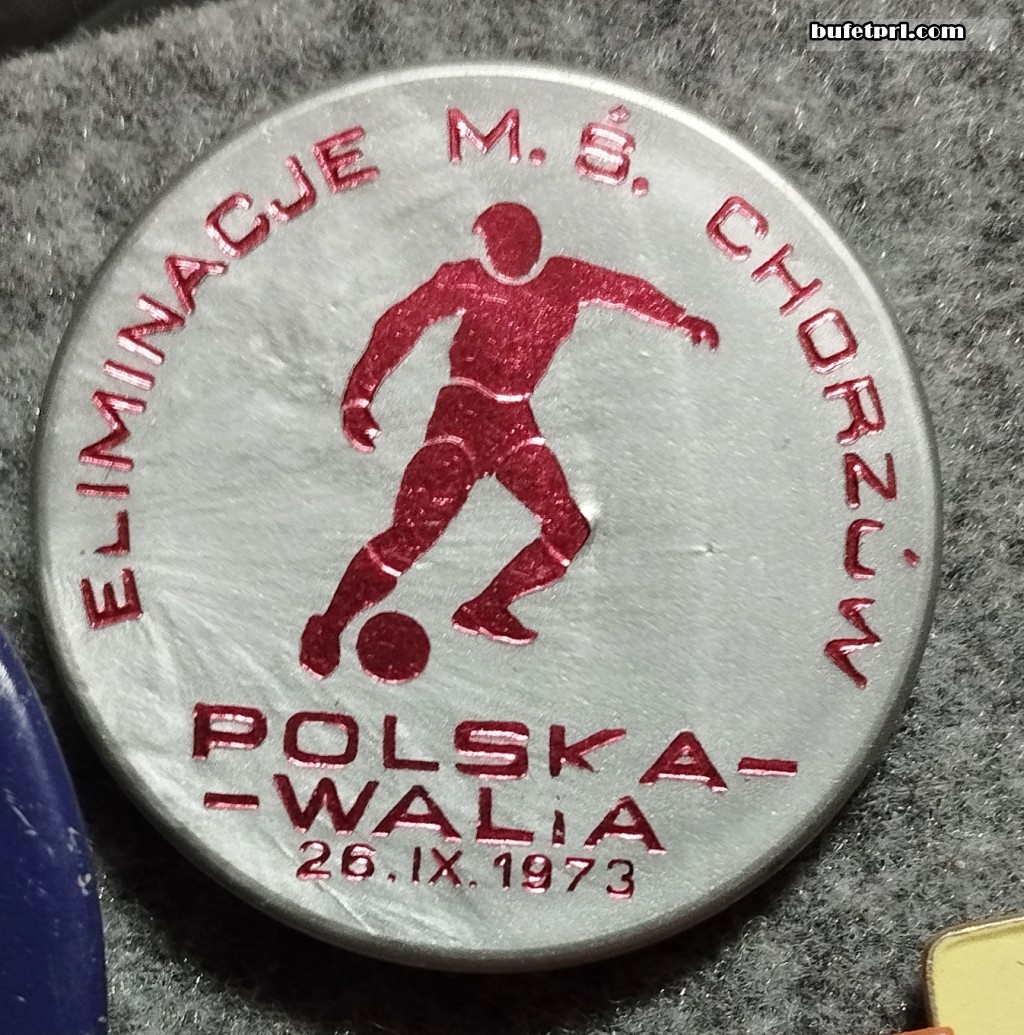 bufetprl.com
ELIMINACJE M.Ś. CHORZÓW
POLSKA-
-WALiA
26.IX.1973